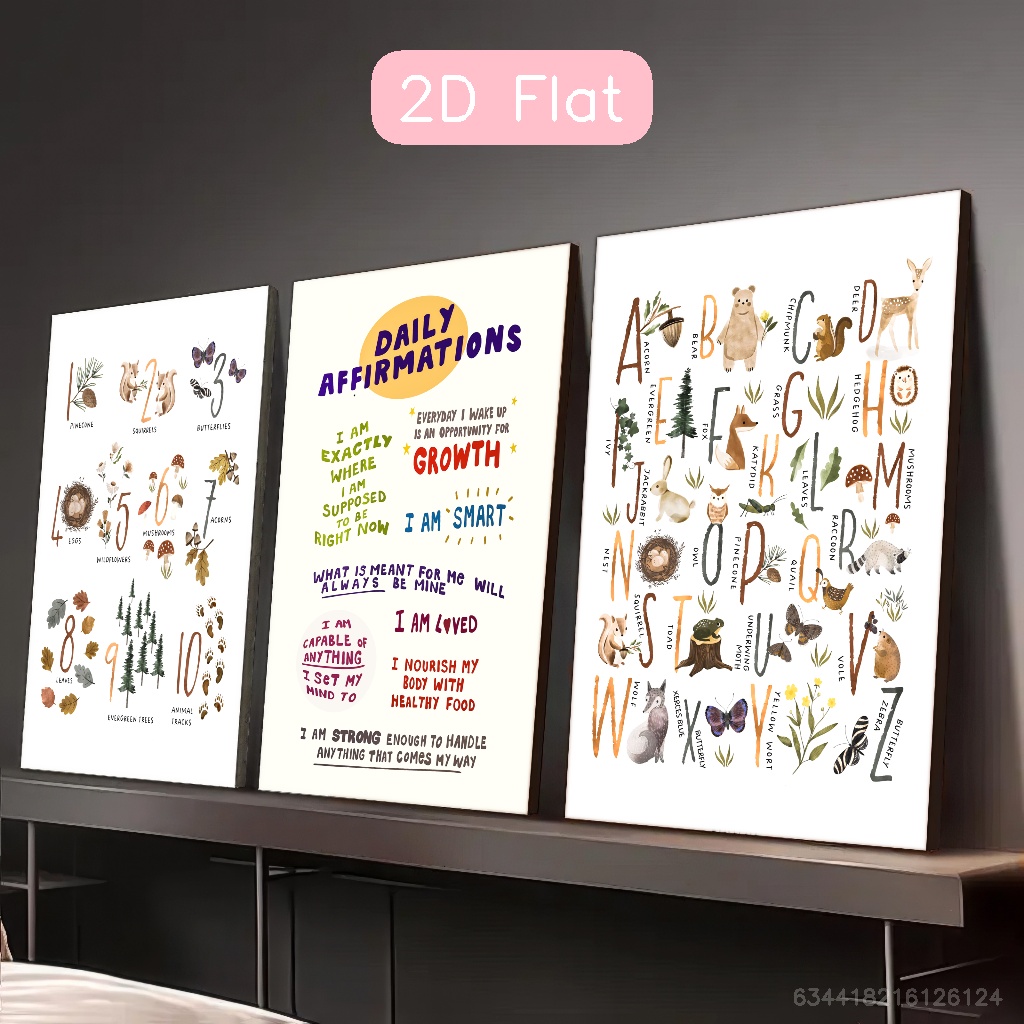 2D Flat
1
PINECONE
2
SQUIRRELS
3
BUTTERFLIES
4
EGGS
5
WILDFLOWERS
6
MUSHROOMS
7
ACORNS
8
LEAVES
9
EVERGREEN TREES
10
ANIMAL
TRACKS
DAILY
AFFIRMATIONS
I AM
EXACTLY
WHERE
I AM
SUPPOSED
TO BE
RIGHT NOW
EVERYDAY I WAKE UP
IS AN OPPORTUNITY FOR
GROWTH
I AM SMART
WHAT IS MEANT FOR ME WILL
ALWAYS BE MINE
I AM
CAPABLE OF
ANYTHING
I SET MY
MIND TO
I AM LOVED
I NOURISH MY
BODY WITH
HEALTHY FOOD
I AM STRONG ENOUGH TO HANDLE
ANYTHING THAT COMES MY WAY
A ACORN
B BEAR
C CHIPMUNK
D DEER
E EVERGREEN
F FOX
G GRASS
H HEDGEHOG
I IVY
J JACKRABBIT
K KATYDID
L LEAVES
M MUSHROOMS
N NEST
O OWL
P PINECONE
Q QUAIL
R RACCOON
S SQUIRREL
T TOAD
U UNDERWING
MOTH
V VOLE
W WOLF
X XERCES BLUE
BUTTERFLY
Y YELLOW WORT
Z ZEBRA
BUTTERFLY
634418216126124